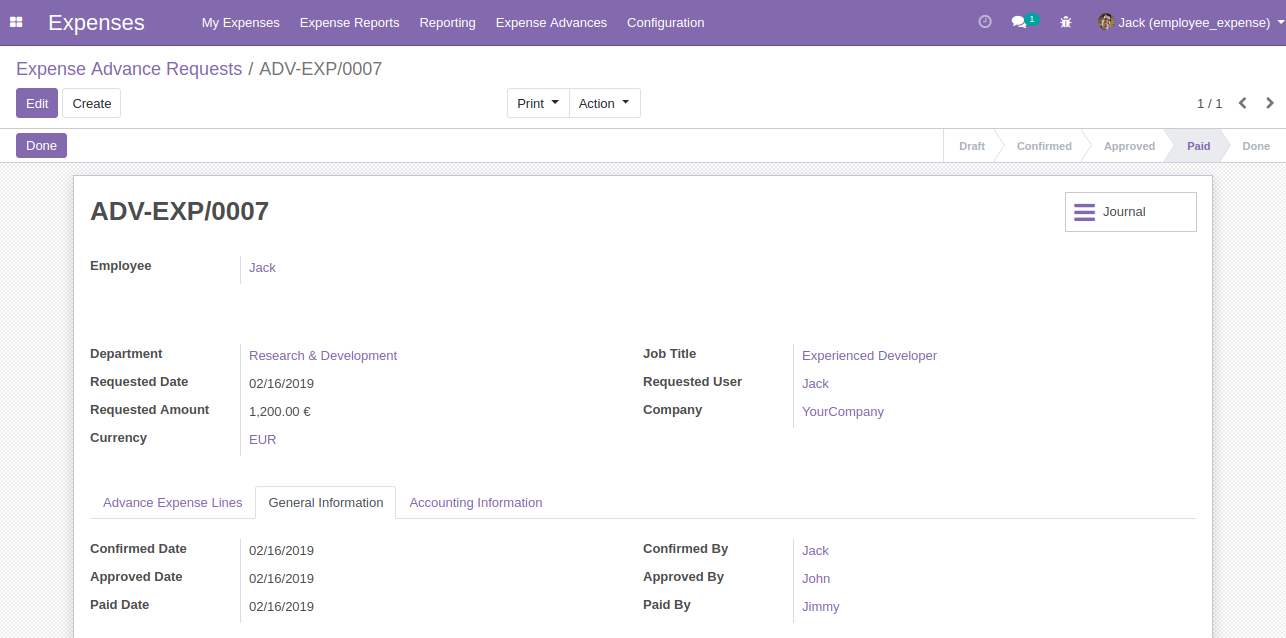 Expenses My Expenses Expense Reports Reporting Expense Advances Configuration 1 Jack (employee_expense)
Expense Advance Requests / ADV-EXP/0007
Edit Create Print Action 1 / 1
Done Draft Confirmed Approved Paid Done
ADV-EXP/0007 Journal
Employee Jack
Department Research & Development Job Title Experienced Developer
Requested Date 02/16/2019 Requested User Jack
Requested Amount 1,200.00 € Company YourCompany
Currency EUR
Advance Expense Lines General Information Accounting Information
Confirmed Date 02/16/2019 Confirmed By Jack
Approved Date 02/16/2019 Approved By John
Paid Date 02/16/2019 Paid By Jimmy